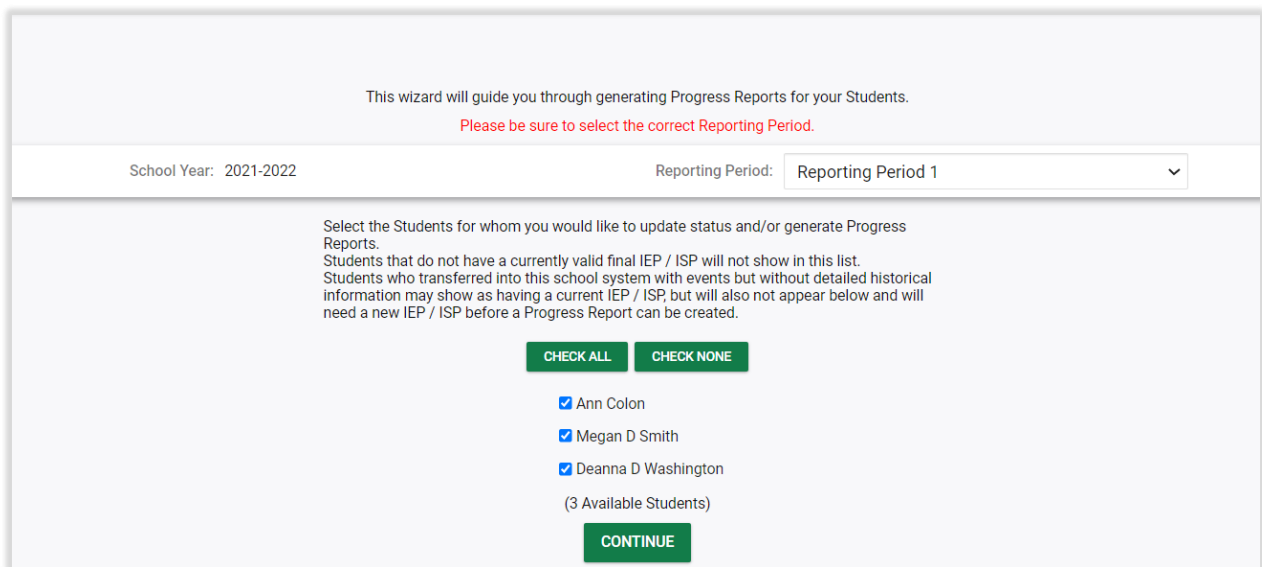 This wizard will guide you through generating Progress Reports for your Students.
Please be sure to select the correct Reporting Period.
School Year: 2021-2022 Reporting Period: Reporting Period 1
Select the Students for whom you would like to update status and/or generate Progress
Reports.
Students that do not have a currently valid final IEP / ISP will not show in this list.
Students who transferred into this school system with events but without detailed historical
information may show as having a current IEP / ISP, but will also not appear below and will
need a new IEP / ISP before a Progress Report can be created.
CHECK ALL CHECK NONE
Ann Colon
Megan D Smith
Deanna D Washington
(3 Available Students)
CONTINUE